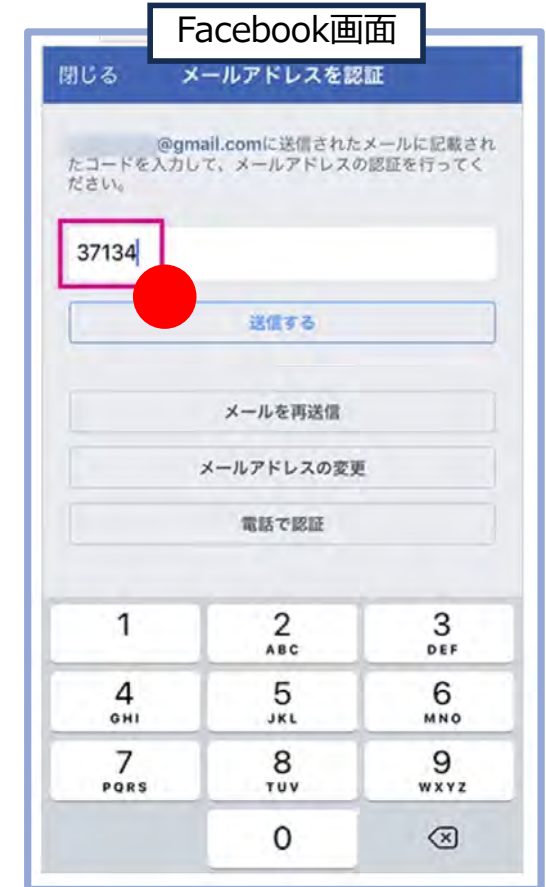 Facebook画面
閉じる メールアドレスを認証
@gmail.comに送信されたメールに記載され
たコードを入力して、メールアドレスの認証を行ってく
ださい。
37134
送信する
メールを再送信
メールアドレスの変更
電話で認証
1 2 3
ABC DEF
4 5 6
GHI JKL MNO
7 8 9
PQRS TUV WXYZ
0